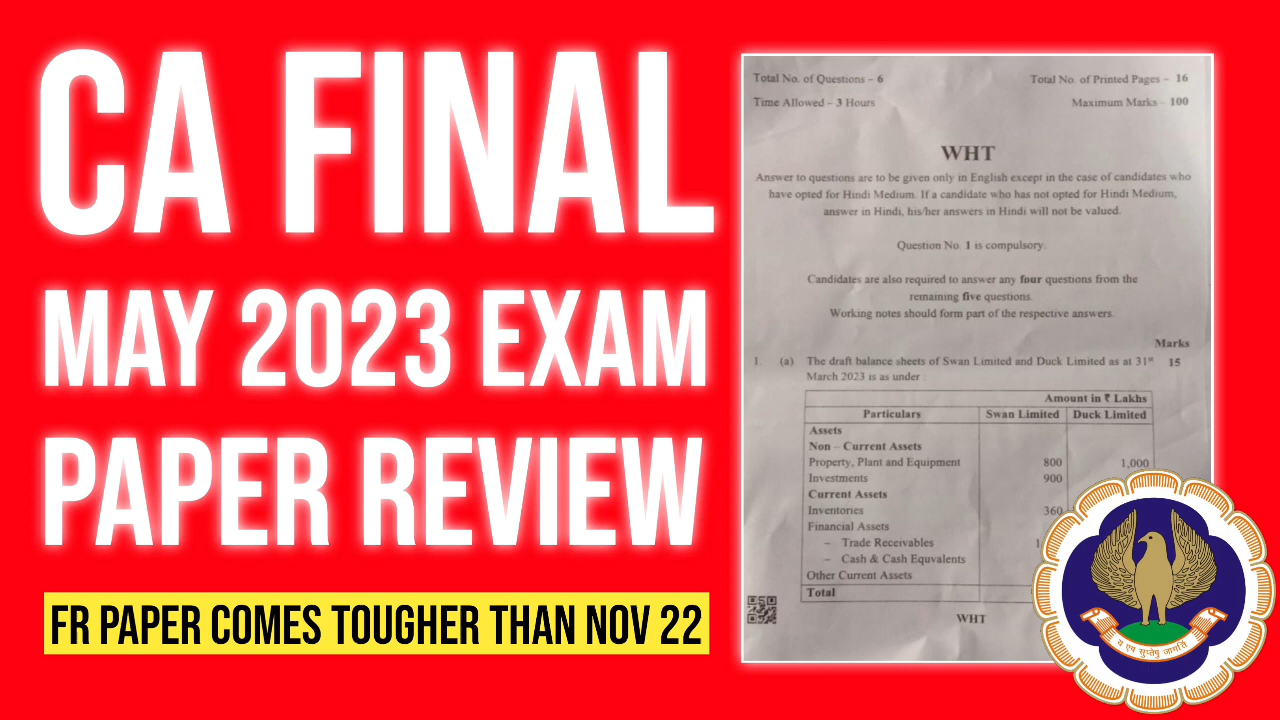 CA FINAL
MAY 2023 EXAM
PAPER REVIEW
FR PAPER COMES TOUGHER THAN NOV 22
Total No. of Questions – 6 Total No. of Printed Pages – 16
Time Allowed – 3 Hours Maximum Marks – 100
WHT
Answer to questions are to be given only in English except in the case of candidates who
have opted for Hindi Medium. If a candidate who has not opted for Hindi Medium,
answer in Hindi, his/her answers in Hindi will not be valued.
Question No. 1 is compulsory.
Candidates are also required to answer any four questions from the
remaining five questions.
Working notes should form part of the respective answers.
Marks
1. (a) The draft balance sheets of Swan Limited and Duck Limited as at 31st 15
March 2023 is as under
Amount in ₹ Lakhs
Particulars Swan Limited Duck Limited
Assets
Non – Current Assets
Property, Plant and Equipment 800 1,000
Investments 900
Current Assets
Inventories 360
Financial Assets
– Trade Receivables
– Cash & Cash Equvalents
Other Current Assets
Total
WHT
य एष सुप्तेषु जागर्ति